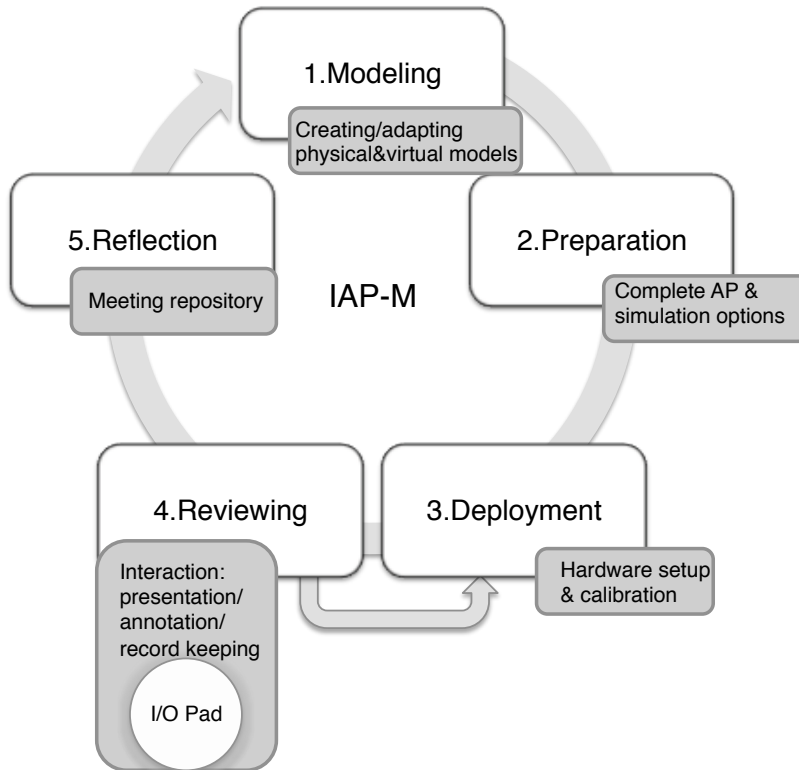 1.Modeling
Creating/adapting
physical&virtual models
5.Reflection
2.Preparation
Meeting repository
IAP-M
Complete AP &
simulation options
4.Reviewing
3.Deployment
Interaction:
presentation/
annotation/
record keeping
Hardware setup
& calibration
I/O Pad